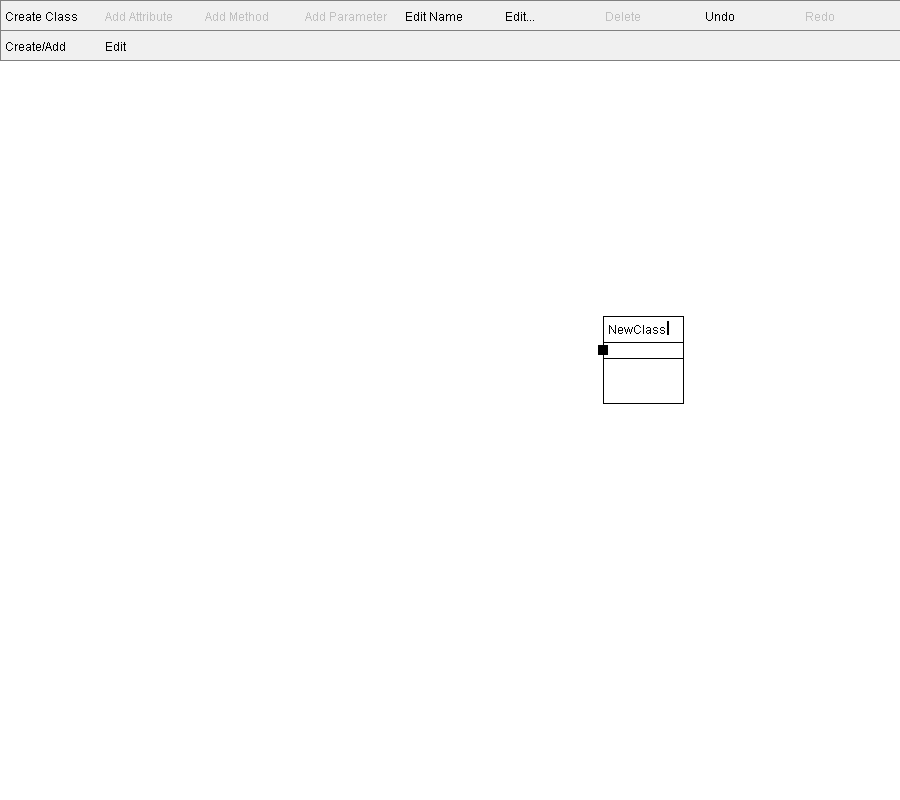 Create Class Add Attribute Add Method Add Parameter Edit Name Edit... Delete Undo Redo
Create/Add Edit
NewClass